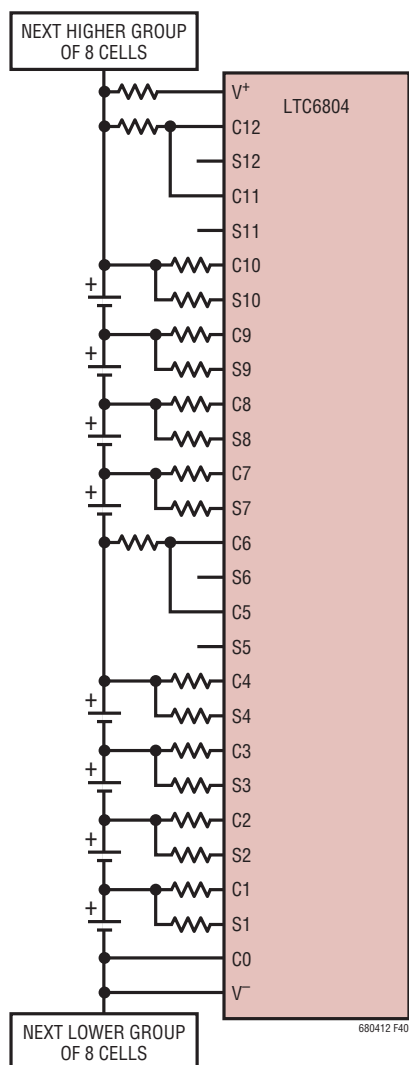 NEXT HIGHER GROUP
OF 8 CELLS
LTC6804
V+
C12
S12
C11
S11
C10
S10
+
C9
S9
+
C8
S8
+
C7
S7
+
C6
S6
C5
S5
C4
S4
+
C3
S3
+
C2
S2
+
C1
S1
+
C0
V–
NEXT LOWER GROUP
OF 8 CELLS
680412 F40